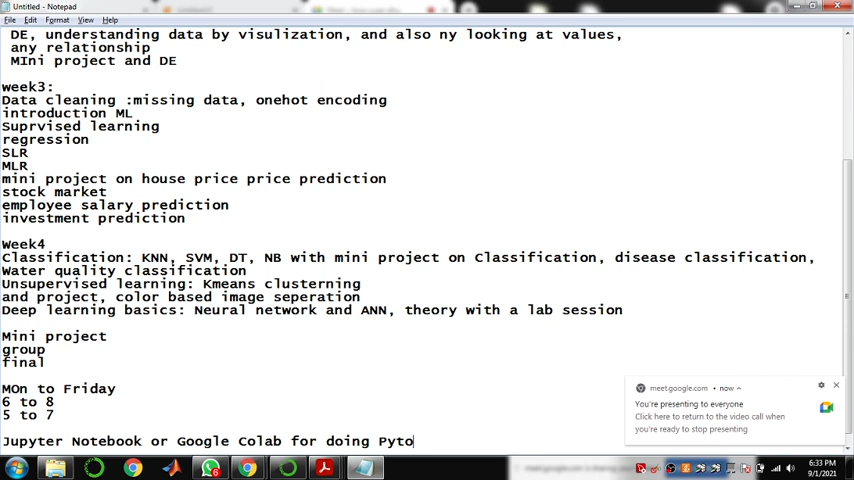 Untitled - Notepad
File Edit Format View Help
DE, understanding data by visulization, and also ny looking at values,
any relationship
MIni project and DE
week3:
Data cleaning :missing data, onehot encoding
introduction ML
Suprvised learning
regression
SLR
MLR
mini project on house price price prediction
stock market
employee salary prediction
investment prediction
Week4
Classification: KNN, SVM, DT, NB with mini project on Classification, disease classification,
Water quality classification
Unsupervised learning: Kmeans clusterning
and project, color based image seperation
Deep learning basics: Neural network and ANN, theory with a lab session
Mini project
group
final
MOn to Friday
6 to 8
5 to 7
Jupyter Notebook or Google Colab for doing Pyto
meet.google.com • now
You're presenting to everyone
Click here to return to the video call when
you're ready to stop presenting
6:33 PM
9/1/2021